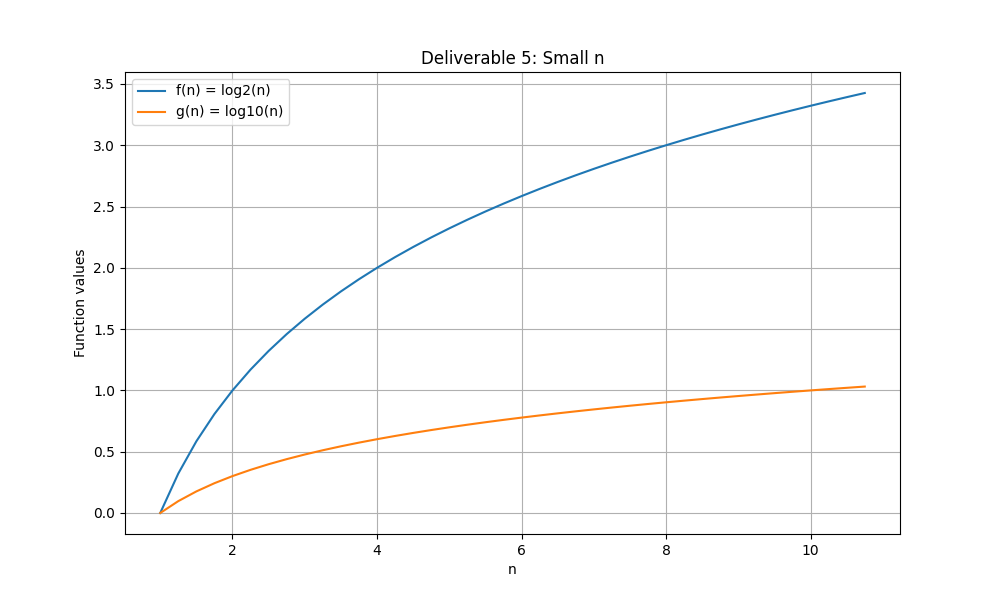 Deliverable 5: Small n
f(n) = log2(n)
g(n) = log10(n)
Function values
3.5
3.0
2.5
2.0
1.5
1.0
0.5
0.0
2 4 6 8 10
n